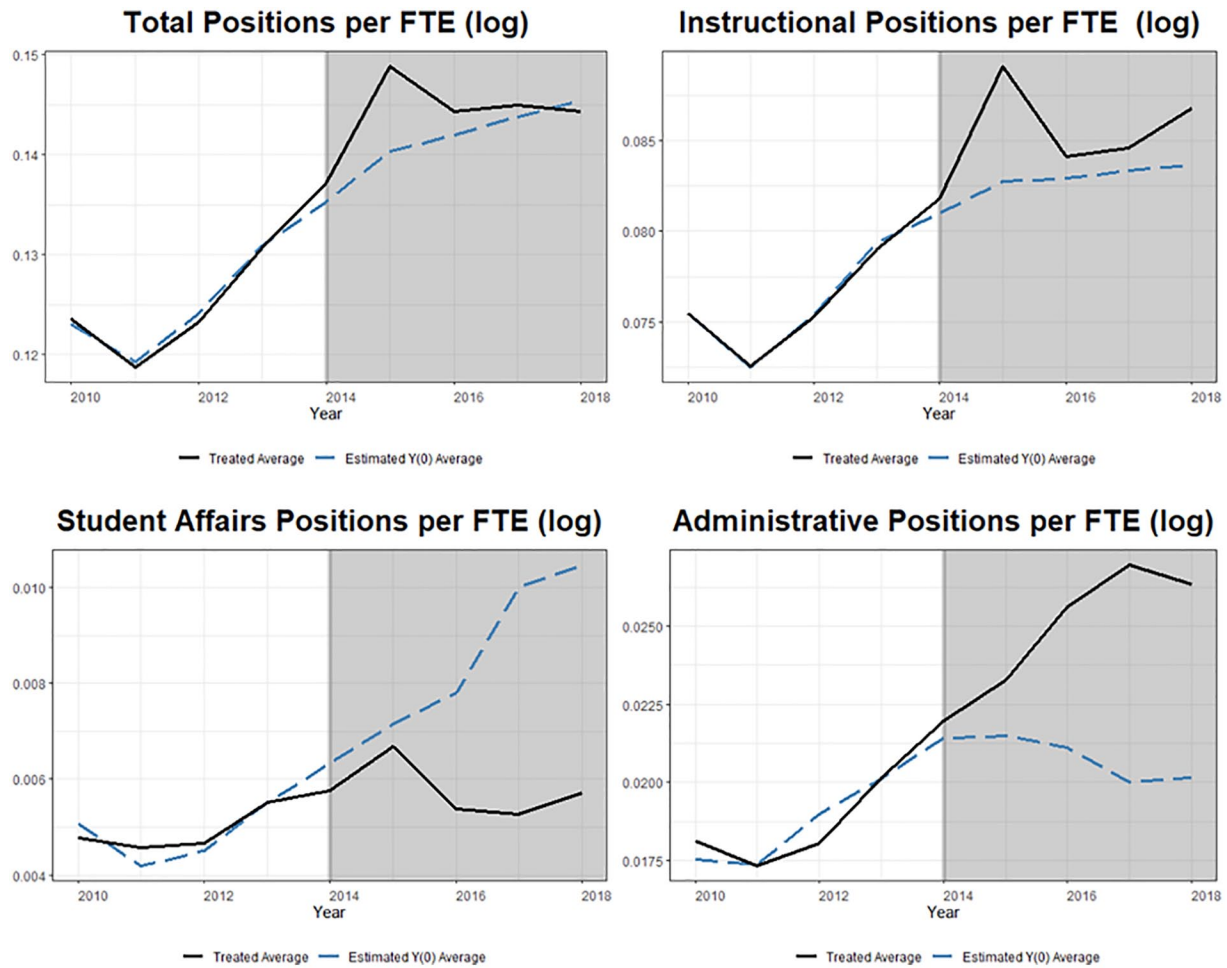 Total Positions per FTE (log)
0.15
0.14
0.13
0.12
2010 2012 2014 2016 2018
Year
Treated Average Estimated Y(0) Average
Instructional Positions per FTE (log)
0.085
0.080
0.075
2010 2012 2014 2016 2018
Year
Treated Average Estimated Y(0) Average
Student Affairs Positions per FTE (log)
0.010
0.008
0.006
0.004
2010 2012 2014 2016 2018
Year
Treated Average Estimated Y(0) Average
Administrative Positions per FTE (log)
0.0250
0.0225
0.0200
0.0175
2010 2012 2014 2016 2018
Year
Treated Average Estimated Y(0) Average